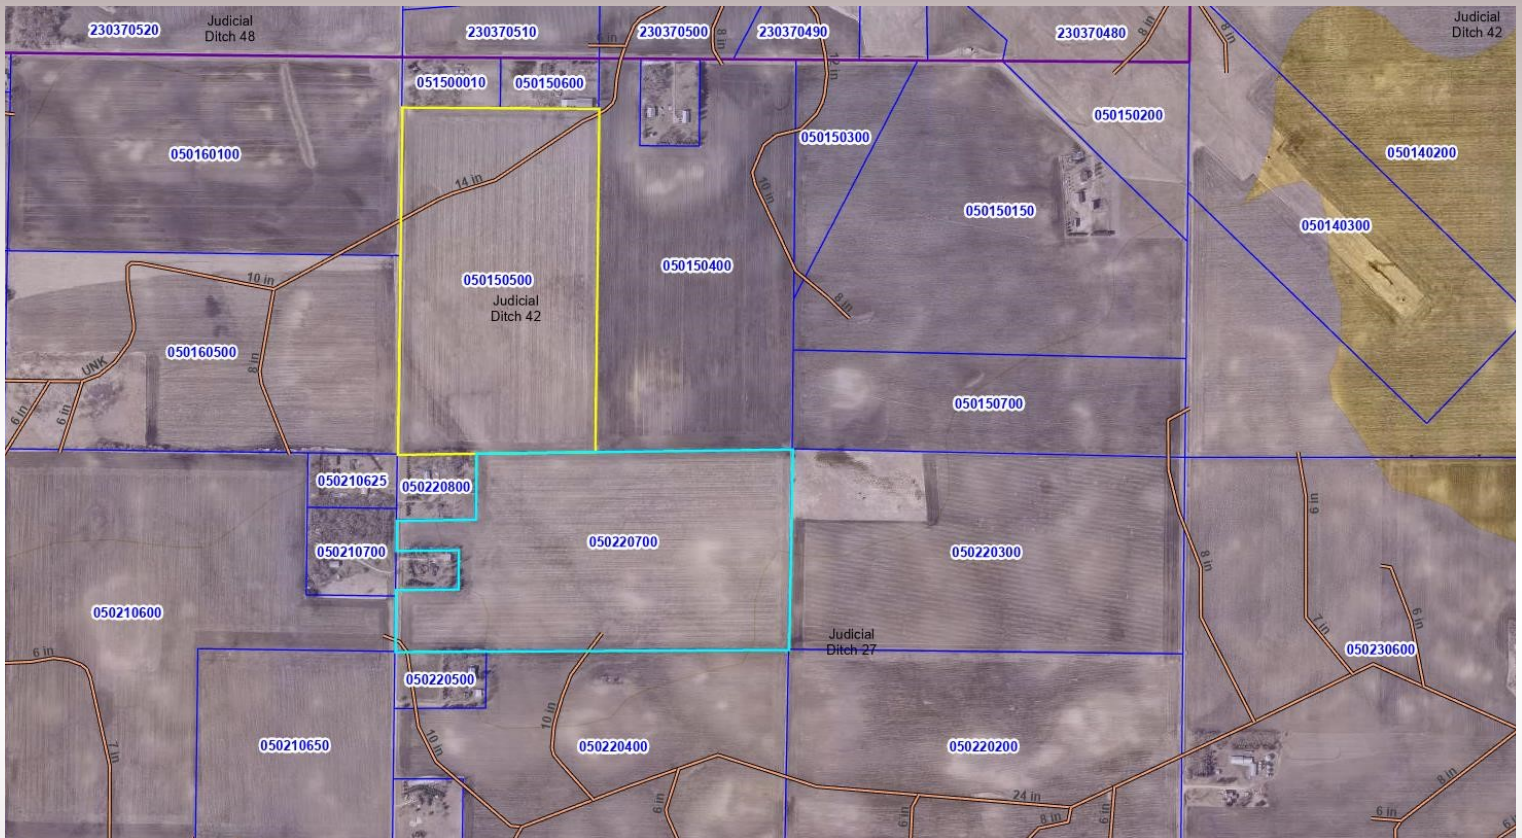 230370520
Judicial
Ditch 48
230370510
6 in
230370500
8 in
230370490
230370480
8 in
8 in
Judicial
Ditch 42
051500010
050150600
12 in
050150200
050160100
050150300
050140200
14 in
10 in
050150150
050140300
10 in
050150500
Judicial
Ditch 42
050150400
8 in
050160500
UNK
8 in
6 in
6 in
050150700
050210625
050220800
050210700
050220700
050220300
8 in
6 in
6 in
7 in
050210600
Judicial
Ditch 27
050230600
6 in
050220500
10 in
10 in
7 in
050210650
050220400
050220200
24 in
6 in
6 in
8 in
6 in
8 in
6 in